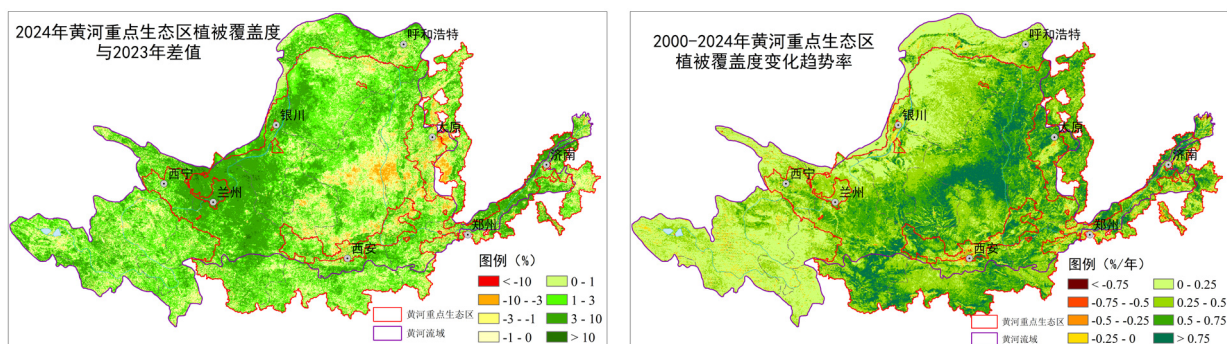 2024年黄河重点生态区植被覆盖度
与2023年差值
呼和浩特
银川
太原
济南
西宁
兰州
郑州
西安
图例（%）
< -10
0 - 1
-10 - -3
1 - 3
-3 - -1
3 - 10
-1 - 0
> 10
黄河重点生态区
黄河流域
2000-2024年黄河重点生态区
植被覆盖度变化趋势率
呼和浩特
银川
太原
济南
西宁
兰州
郑州
西安
图例（%/年）
< -0.75
0 - 0.25
-0.75 - -0.5
0.25 - 0.5
-0.5 - -0.25
0.5 - 0.75
-0.25 - 0
> 0.75
黄河重点生态区
黄河流域